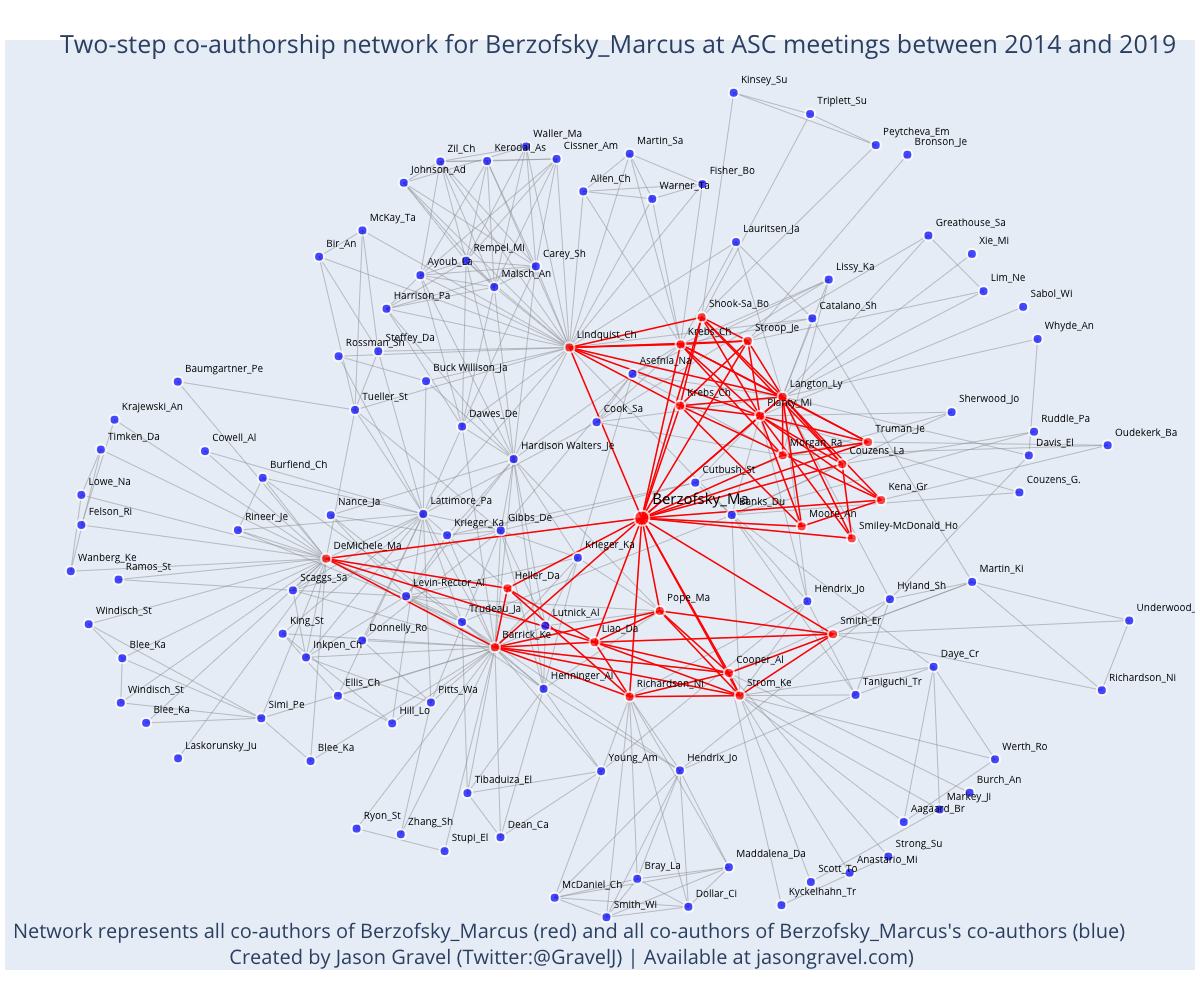 Two-step co-authorship network for Berzofsky_Marcus at ASC meetings between 2014 and 2019
Kinsey_Su
Triplett_Su
Peytcheva_Em
Bronson_Je
Waller_Ma
Zil_Ch
Kerodal_As
Cissner_Am
Martin_Sa
Johnson_Ad
Allen_Ch
Warner_Ta
Fisher_Bo
McKay_Ta
Lauritsen_Ja
Greathouse_Sa
Xie_Mi
Bir_An
Rempel_Mi
Carey_Sh
Ayoub_La
Malsch_An
Lissy_Ka
Lim_Ne
Harrison_Pa
Shook-Sa_Bo
Catalano_Sh
Sabol_Wi
Rossman_Sh
Steffey_Da
Lindquist_Ch
Krebs_Ch
Stroop_Je
Whyde_An
Asefnia_Na
Buck Willison_Ja
Baumgartner_Pe
Langton_Ly
Tueller_St
Krebs_Ch
Planty_Mi
Sherwood_Jo
Krajewski_An
Dawes_De
Cook_Sa
Truman_Je
Ruddle_Pa
Timken_Da
Cowell_Al
Hardison Walters_Je
Morgan_Ra
Couzens_La
Davis_El
Oudekerk_Ba
Burfiend_Ch
Cutbush_St
Lowe_Na
Nance_Ja
Lattimore_Pa
Berzofsky_Ma
Banks_Du
Kena_Gr
Couzens_G.
Felson_Ri
Rineer_Je
Krieger_Ka
Gibbs_De
Moore_An
Smiley-McDonald_Ho
Wanberg_Ke
Ramos_St
DeMichele_Ma
Krieger_Ka
Scaggs_Sa
Levin-Rector_Al
Heller_Da
Hendrix_Jo
Hyland_Sh
Martin_Ki
Windisch_St
King_St
Donnelly_Ro
Trudeau_Ja
Lutnick_Al
Pope_Ma
Smith_Er
Underwood_
Blee_Ka
Inkpen_Ch
Barrick_Ke
Liao_Da
Windisch_St
Ellis_Ch
Pitts_Wa
Henninger_Al
Richardson_Ni
Cooper_Al
Strom_Ke
Taniguchi_Tr
Daye_Cr
Richardson_Ni
Blee_Ka
Simi_Pe
Hill_Lo
Laskorunsky_Ju
Blee_Ka
Young_Am
Hendrix_Jo
Werth_Ro
Tibaduiza_El
Burch_An
Markey_Ji
Aagaard_Br
Ryon_St
Zhang_Sh
Dean_Ca
Stupi_El
Strong_Su
Anastario_Mi
Scott_To
Bray_La
Maddalena_Da
McDaniel_Ch
Smith_Wi
Dollar_Ci
Kyckelhahn_Tr
Network represents all co-authors of Berzofsky_Marcus (red) and all co-authors of Berzofsky_Marcus's co-authors (blue)
Created by Jason Gravel (Twitter:@GravelJ) | Available at jasongravel.com)